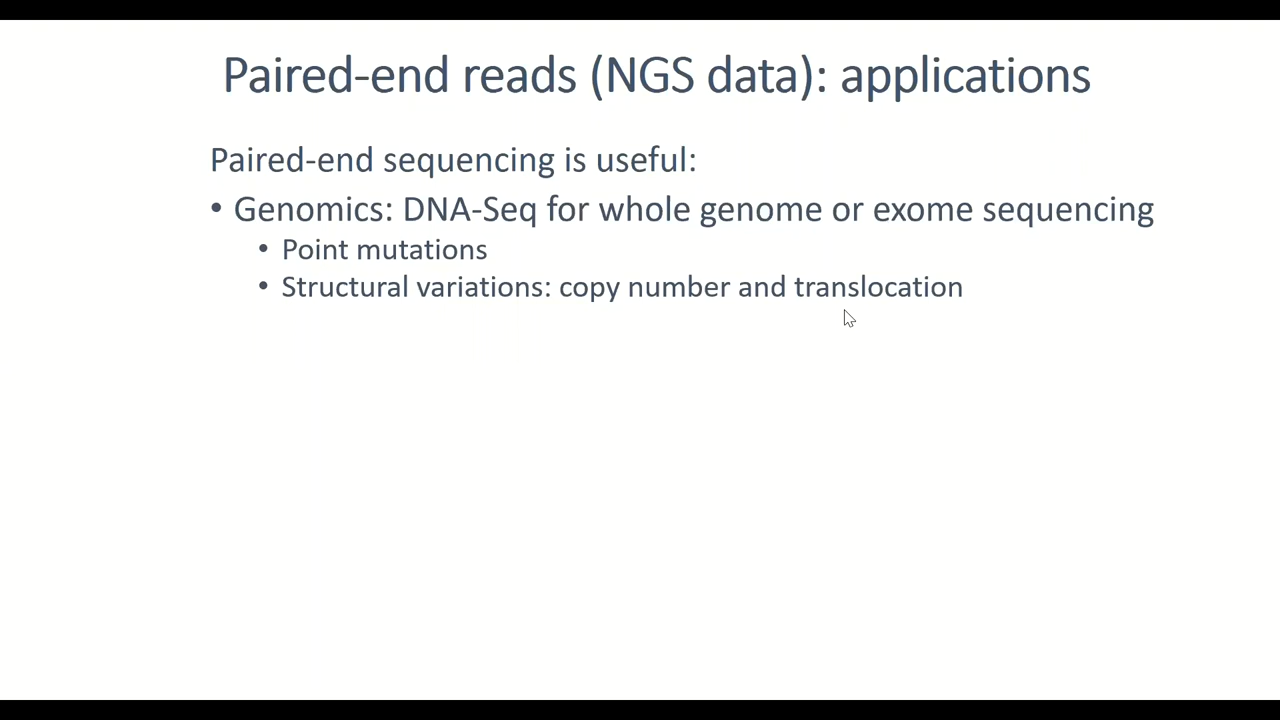 Paired-end reads (NGS data): applications
Paired-end sequencing is useful:
• Genomics: DNA-Seq for whole genome or exome sequencing
• Point mutations
• Structural variations: copy number and translocation